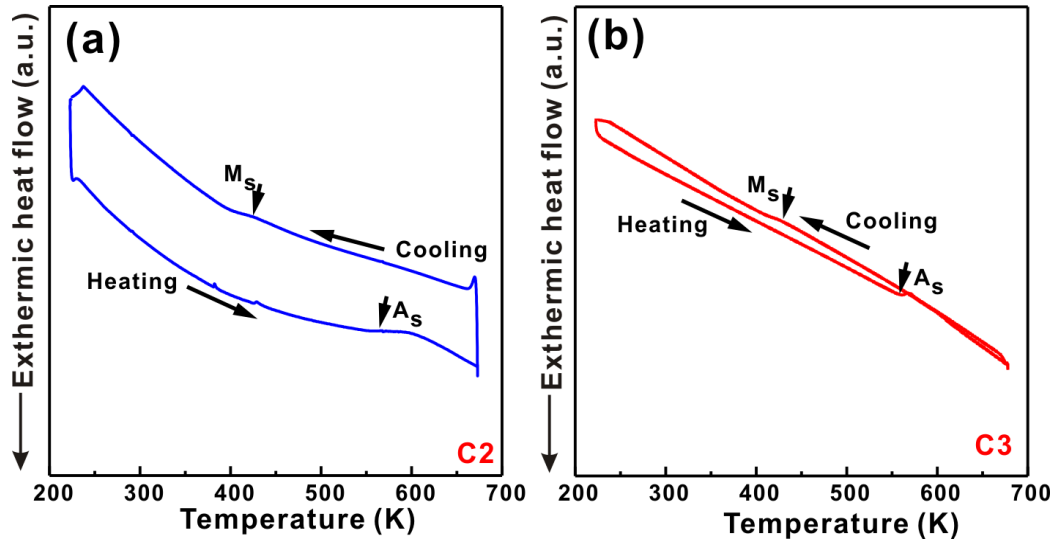 (a)
Exthermic heat flow (a.u.)
Ms
Cooling
Heating
As
C2
200 300 400 500 600 700
Temperature (K)
(b)
Exthermic heat flow (a.u.)
Ms
Cooling
Heating
As
C3
200 300 400 500 600 700
Temperature (K)